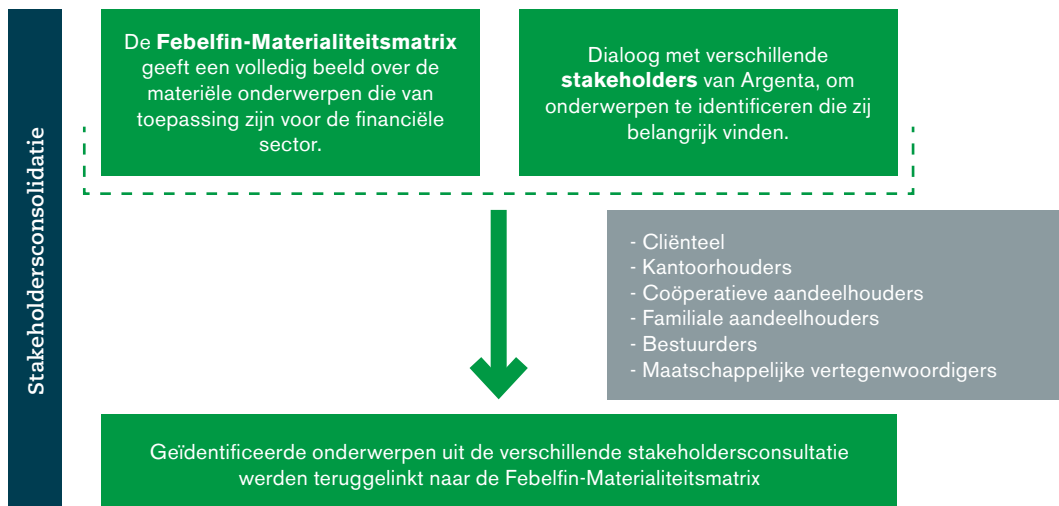 Stakeholdersconsolidatie
De Febelfin-Materialiteitsmatrix
geeft een volledig beeld over de
materiële onderwerpen die van
toepassing zijn voor de financiële
sector.
Dialoog met verschillende
stakeholders van Argenta, om
onderwerpen te identificeren die zij
belangrijk vinden.
- Cliënteel
- Kantoorhouders
- Coöperatieve aandeelhouders
- Familiale aandeelhouders
- Bestuurders
- Maatschappelijke vertegenwoordigers
Geïdentificeerde onderwerpen uit de verschillende stakeholdersconsultatie
werden teruggelinkt naar de Febelfin-Materialiteitsmatrix